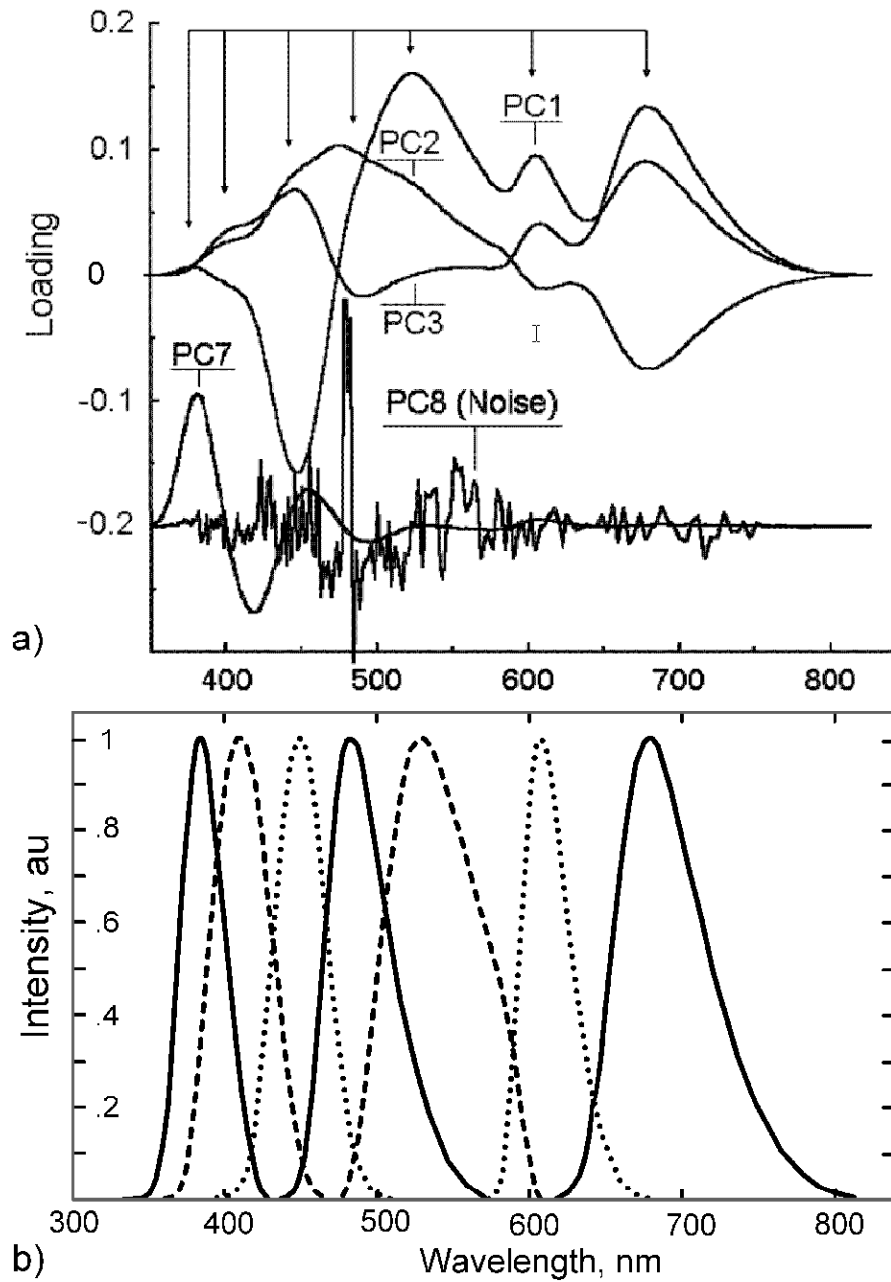 0.2
0.1
0
-0.1
-0.2
Loading
PC1
PC2
PC3
PC7
PC8 (Noise)
a)
400 500 600 700 800
1
.8
.6
.4
.2
Intensity, au
300 400 500 600 700 800
b)
Wavelength, nm